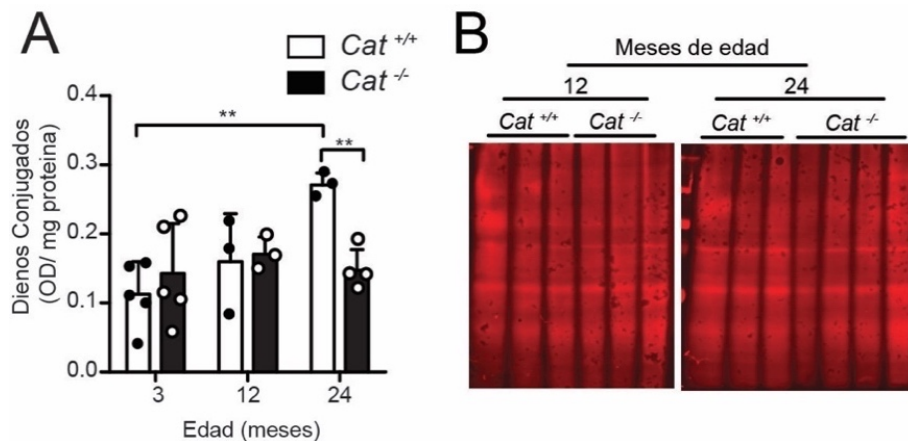 A
Cat +/+
Cat -/-
Dienos Conjugados
(OD/ mg proteina)
0.4
0.3
0.2
0.1
0.0
**
**
3
12
24
Edad (meses)
B
Meses de edad
12
24
Cat +/+
Cat -/-
Cat +/+
Cat -/-